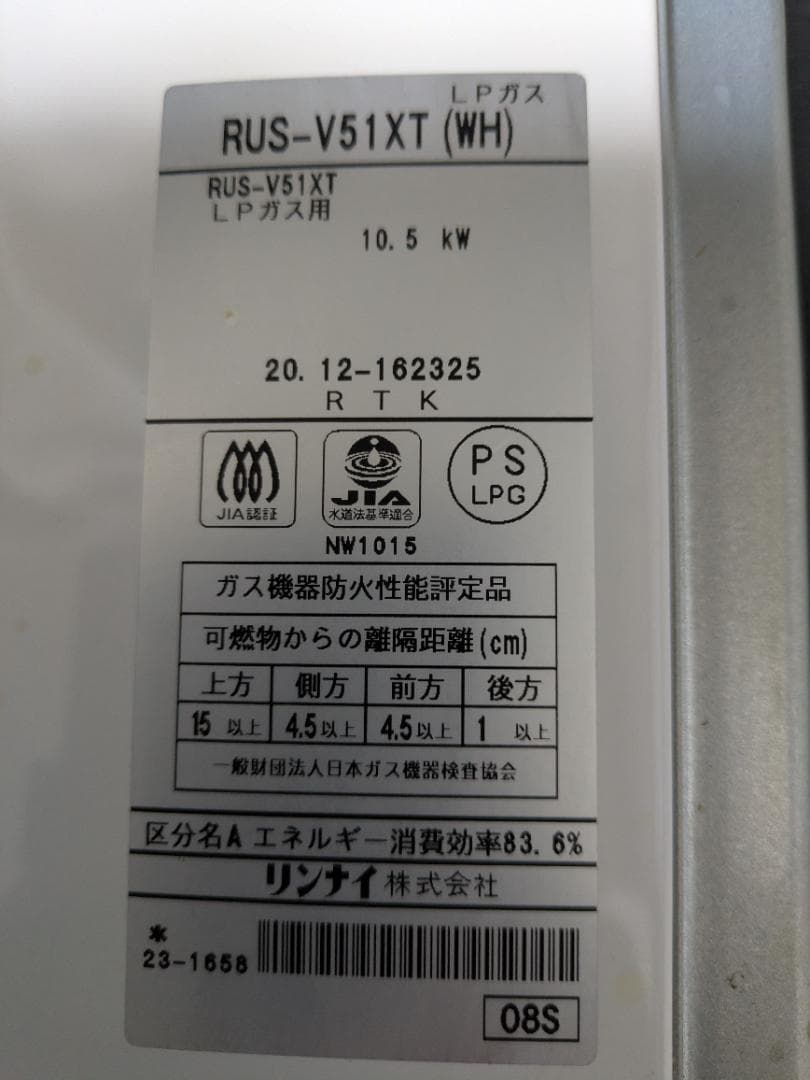 LPガス
RUS-V51XT (WH)
RUS-V51XT
LPガス用
10.5 kW
20. 12-162325
R T K
JIA認証
JIA
水道法基準適合
PS
LPG
NW1015
ガス機器防火性能評定品
可燃物からの離隔距離(cm)
上方 側方 前方 後方
15 以上 4.5以上 4.5以上 1 以上
一般財団法人日本ガス機器検査協会
区分名A エネルギー消費効率83.6%
リンナイ株式会社
*
23-1658
08S